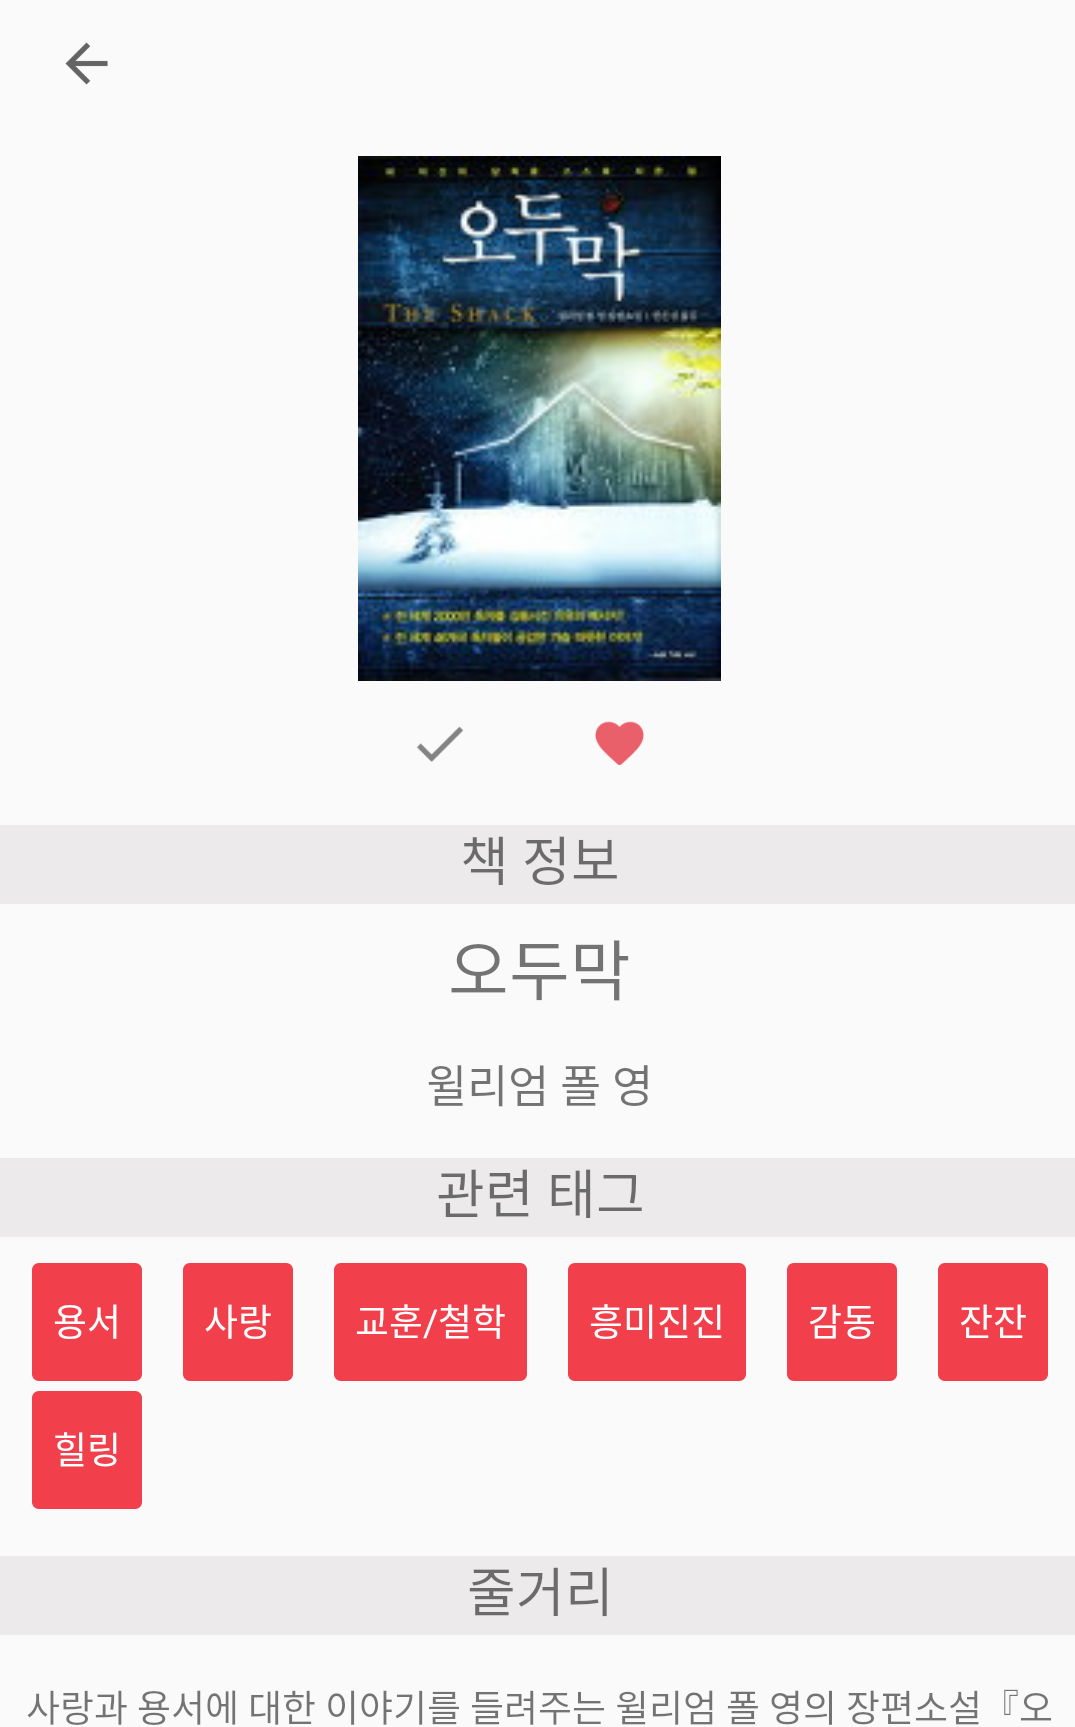 오두막
THE SHACK
책 정보
오두막
윌리엄 폴 영
관련 태그
용서 사랑 교훈/철학 흥미진진 감동 잔잔
힐링
줄거리
사랑과 용서에 대한 이야기를 들려주는 윌리엄 폴 영의 장편소설『오